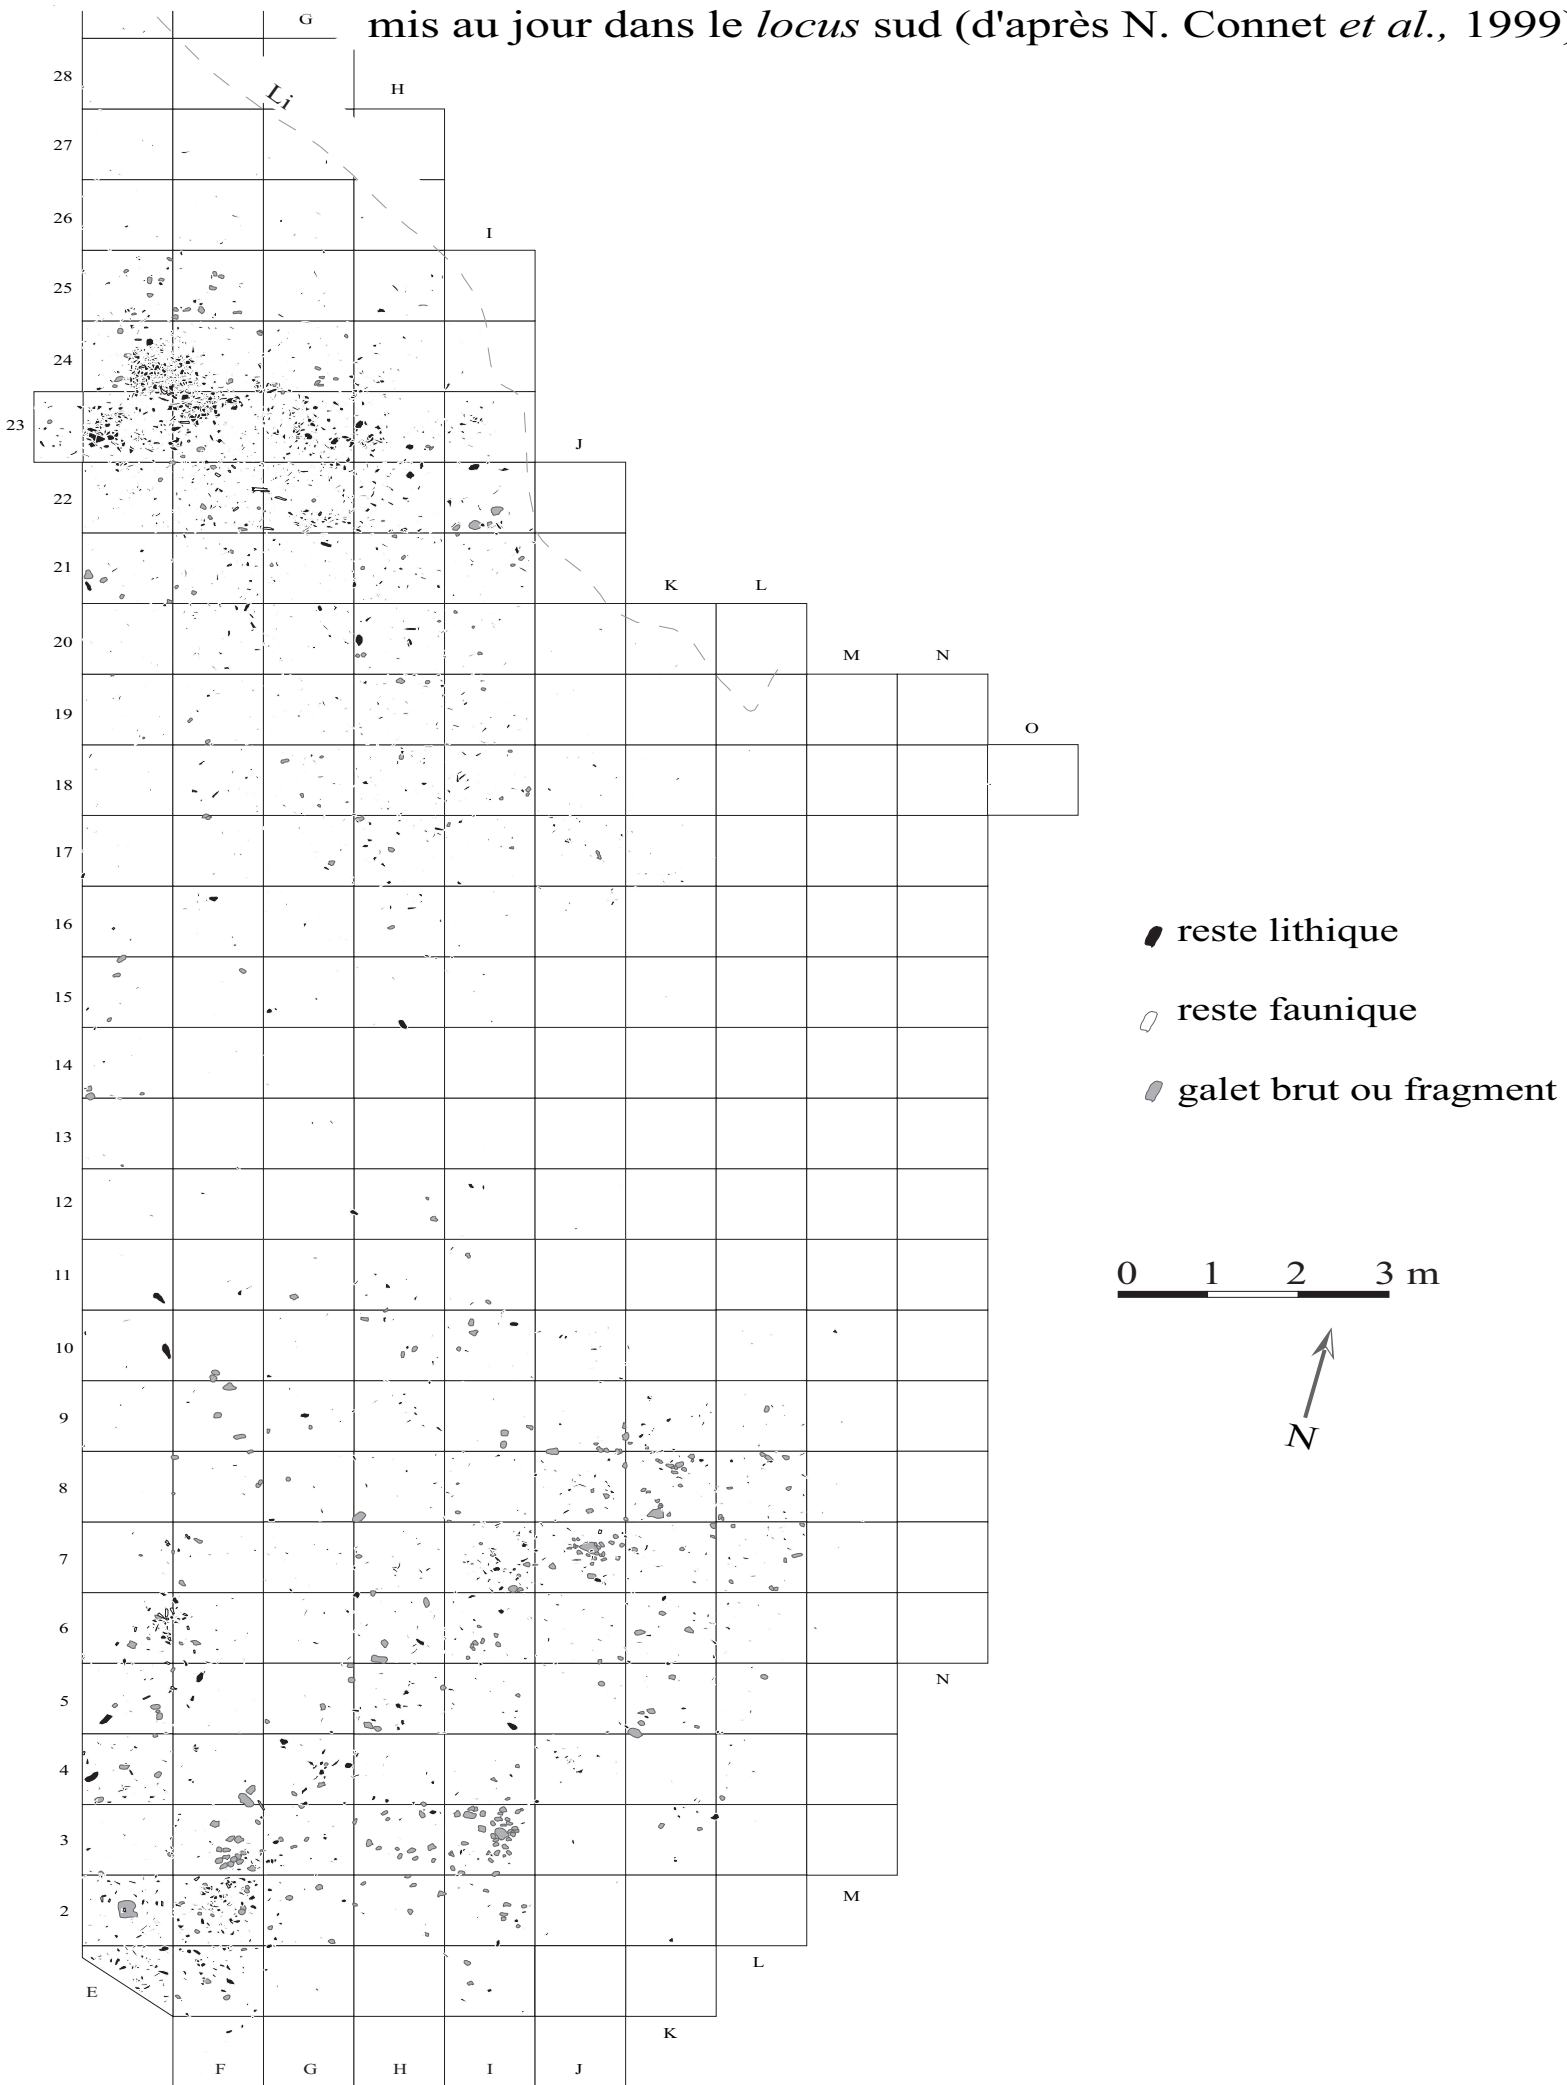 mis au jour dans le locus sud (d'après N. Connet et al., 1999)
G
28
H
Li
27
26
I
25
24
23
J
22
21
K L
20
M N
19
O
18
17
16
reste lithique
15
reste faunique
14
galet brut ou fragment
13
12
11
0 1 2 3 m
10
9
N
8
7
6
N
5
4
3
M
2
L
E
K
F G H I J